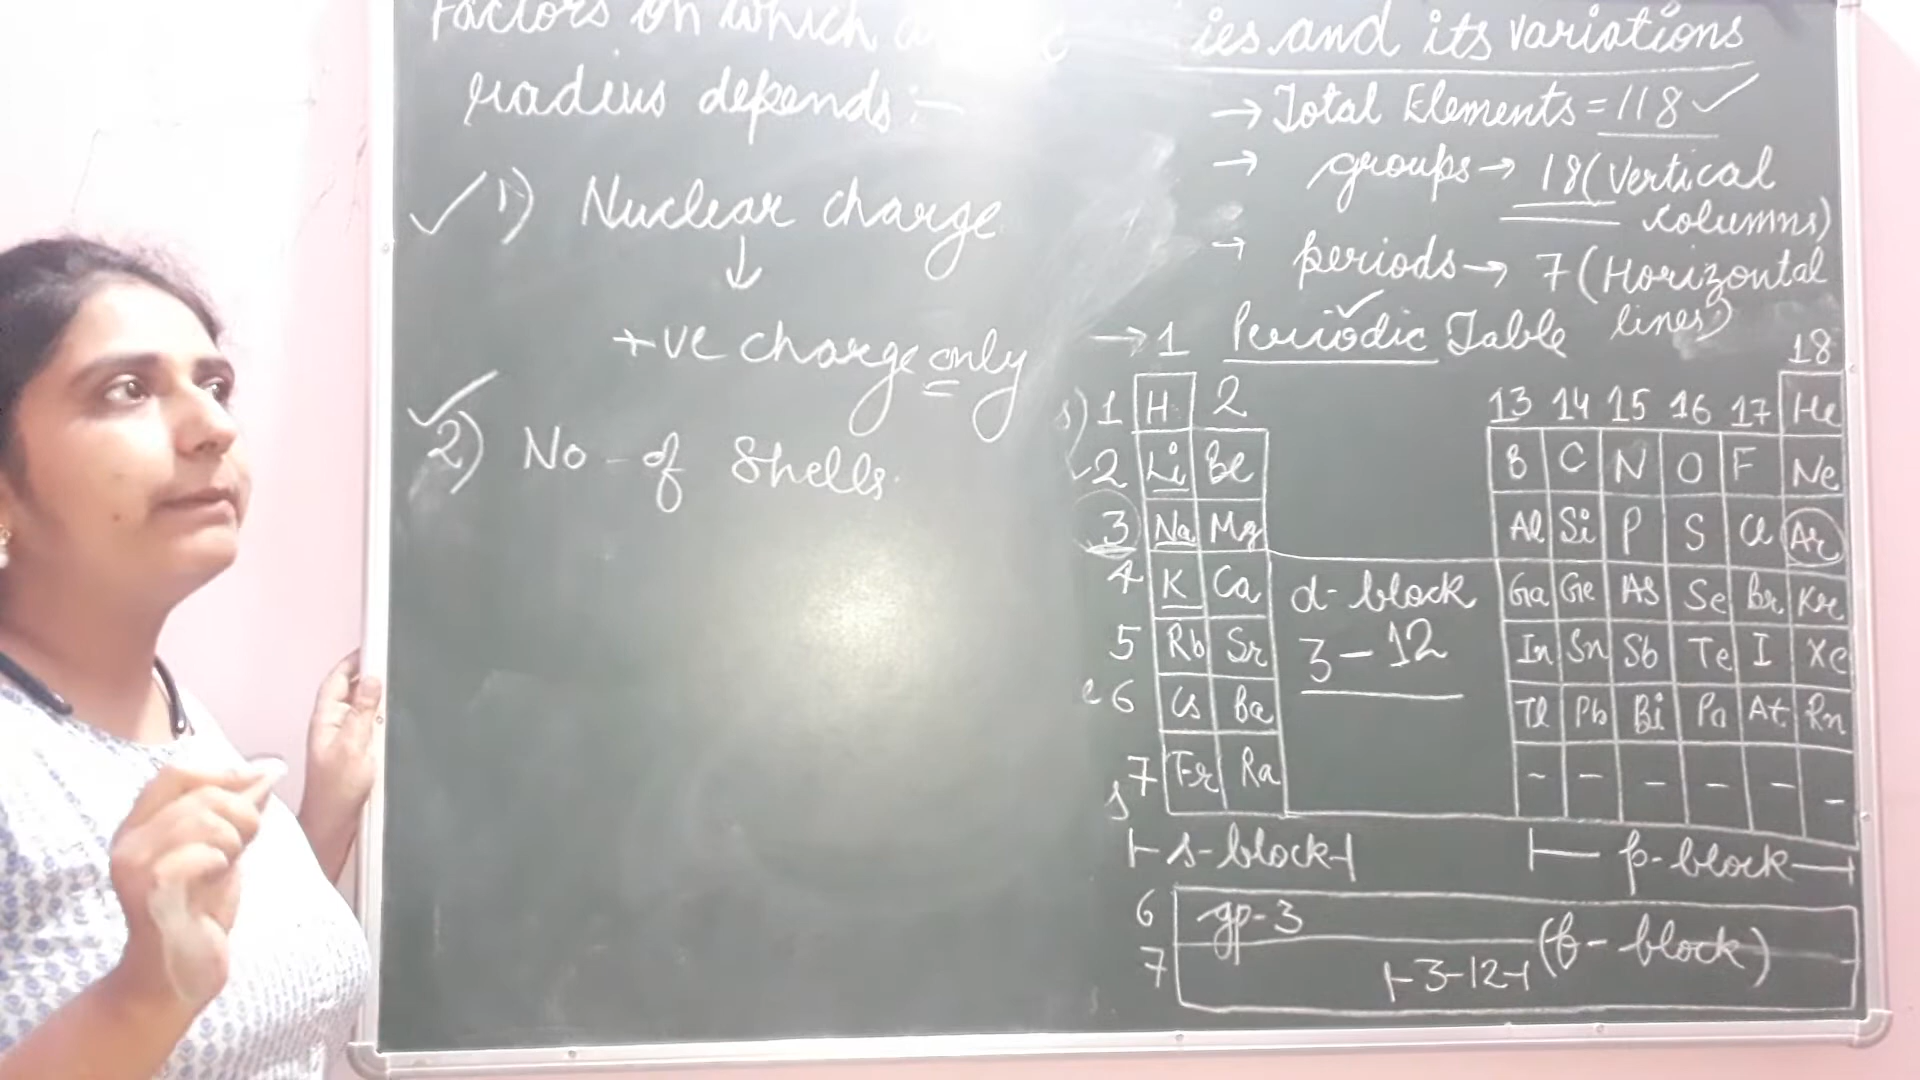 Factors on which
radius depends :-
✓ 1) Nuclear charge
↓
+ve charge only
✓ 2) No - of Shells.
ies and its variations
→ Total Elements = 118 ✓
→ groups → 18 (Vertical
columns)
→ periods → 7 (Horizontal
lines)
→ 1 Periodic Table 18
1 H 2 13 14 15 16 17 He
2 Li Be B C N O F Ne
3 Na Mg Al Si P S Cl Ar
4 K Ca d-block Ga Ge As Se Br Kr
5 Rb Sr 3-12 In Sn Sb Te I Xe
6 Cs Ba Tl Pb Bi Po At Rn
7 Fr Ra - - - - - -
s-block p-block
6 gp-3
7 3-12 (f-block)